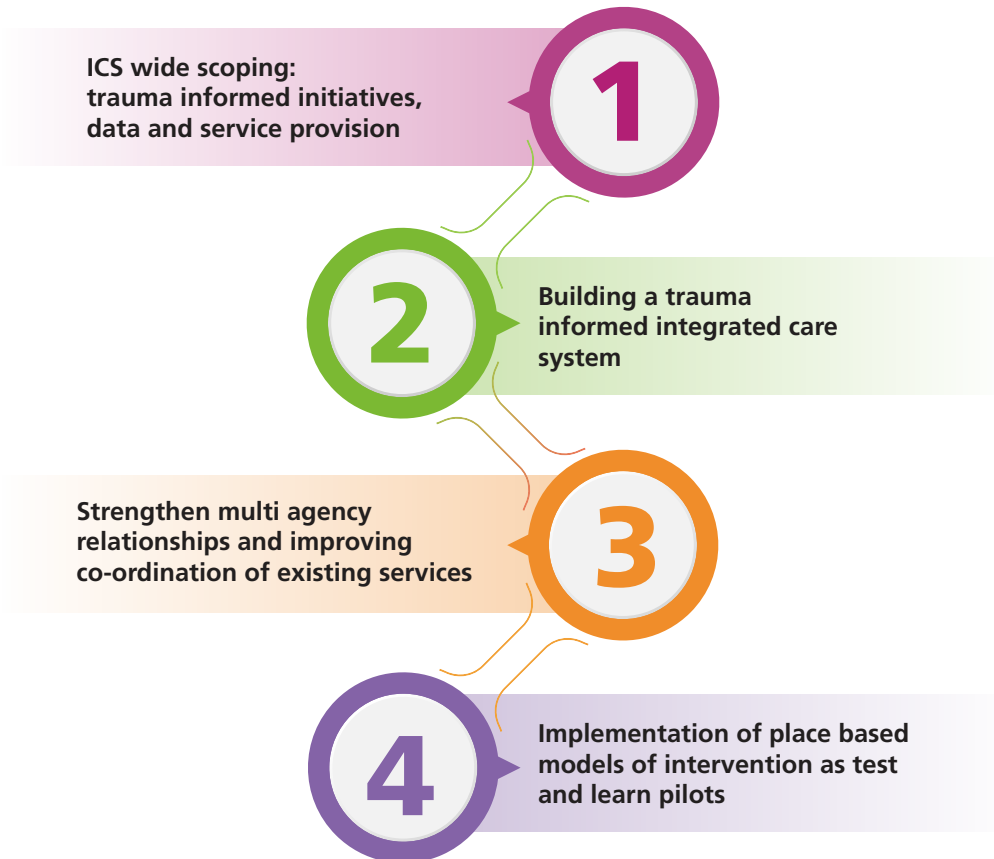 ICS wide scoping:
trauma informed initiatives,
data and service provision
1
2
Building a trauma
informed integrated care
system
Strengthen multi agency
relationships and improving
co-ordination of existing services
3
4
Implementation of place based
models of intervention as test
and learn pilots